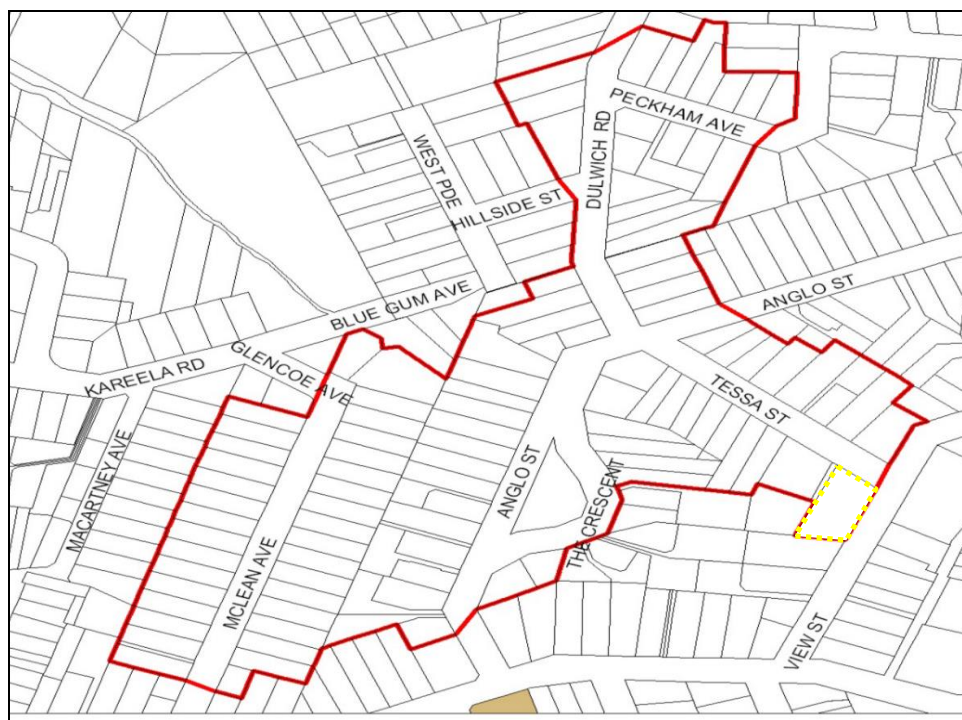 PECKHAM AVE
DULWICH RD
WEST PDE
HILLSIDE ST
ANGLO ST
BLUE GUM AVE
GLENCOE AVE
KAREELA RD
TESSA ST
MACARTNEY AVE
ANGLO ST
THE CRESCENT
MCLEAN AVE
VIEW ST